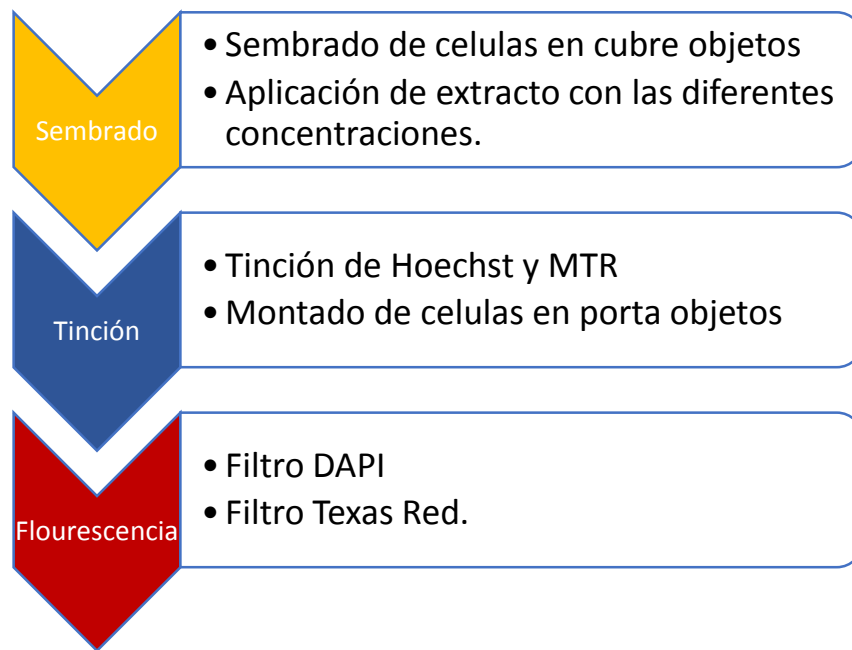 Sembrado
• Sembrado de celulas en cubre objetos
• Aplicación de extracto con las diferentes
concentraciones.
Tinción
• Tinción de Hoechst y MTR
• Montado de celulas en porta objetos
Flourescencia
• Filtro DAPI
• Filtro Texas Red.